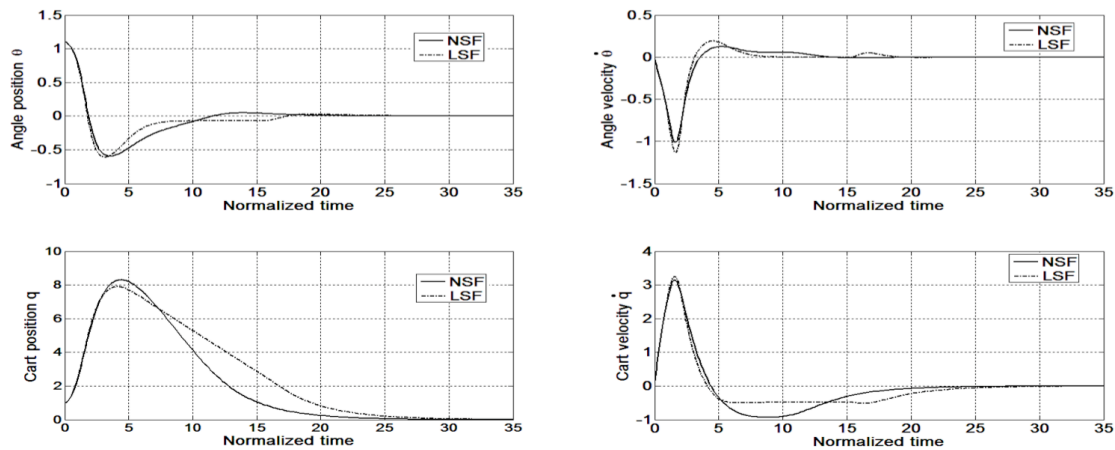 1.5
1
0.5
0
−0.5
−1
0 5 10 15 20 25 30 35
Angle position θ
Normalized time
NSF
LSF
0.5
0
−0.5
−1
−1.5
0 5 10 15 20 25 30 35
Angle velocity θ̇
Normalized time
NSF
LSF
10
8
6
4
2
0
0 5 10 15 20 25 30 35
Cart position q
Normalized time
NSF
LSF
4
3
2
1
0
−1
0 5 10 15 20 25 30 35
Cart velocity q̇
Normalized time
NSF
LSF